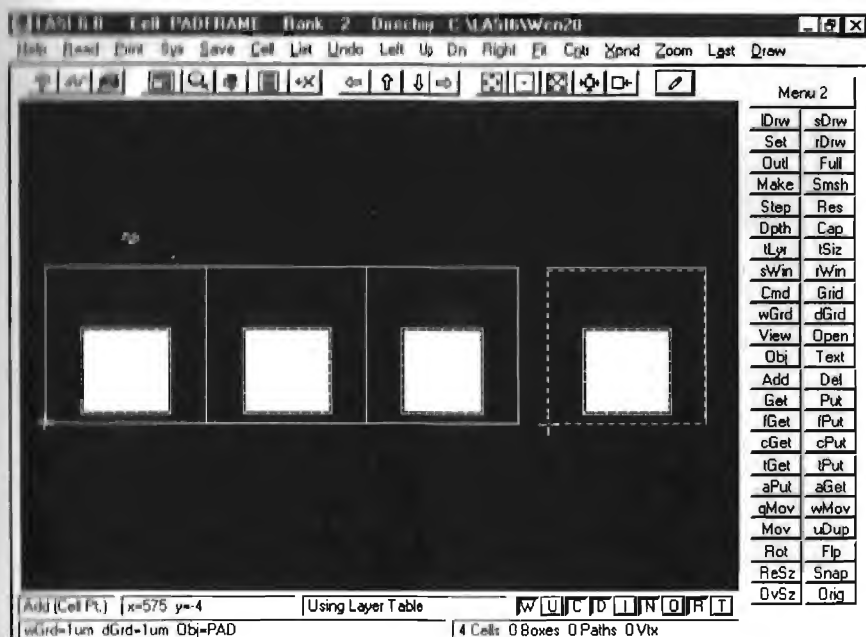 LASI 6.0 Cell PADFRAME Rank 2 C:\LASI6\Wcn20
Help Read Print Sys Save Cell List Undo Left Up Dn Right Fit Cntr Xpnd Zoom Last Draw
Menu 2
lDrw sDrw
Set rDrw
Outl Full
Make Smsh
Step Res
Dpth Cap
tLyr tSiz
sWin rWin
Cmd Grid
wGrd dGrd
View Open
Obj Text
Add Del
Get Put
fGet fPut
cGet cPut
tGet tPut
aPut aGet
qMov wMov
Mov uDup
Rot Flp
ReSz Snap
OvSz Orig
Add (Cell Pt.) x=575 y=-4 Using Layer Table W U C D I N O R T
wGrd=1um dGrd=1um Obj=PAD 4 Cells 0 Boxes 0 Paths 0 Vtx